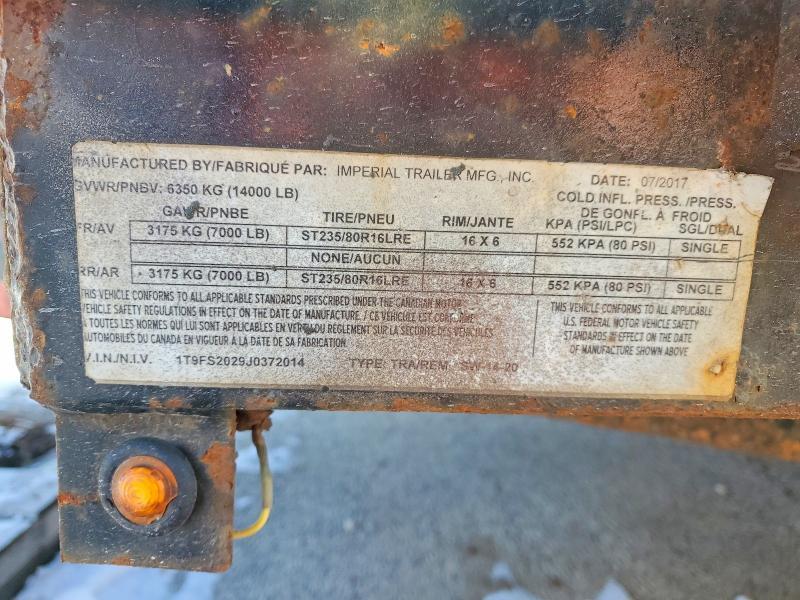 MANUFACTURED BY/FABRIQUÉ PAR: IMPERIAL TRAILER MFG., INC. DATE: 07/2017
GVWR/PNBV: 6350 KG (14000 LB) COLD INFL. PRESS./PRESS.
DE GONFL. À FROID
GAWR/PNBE TIRE/PNEU RIM/JANTE KPA (PSI/LPC) SGL/DUAL
FR/AV 3175 KG (7000 LB) ST235/80R16LRE 16 X 6 552 KPA (80 PSI) SINGLE
NONE/AUCUN
RR/AR 3175 KG (7000 LB) ST235/80R16LRE 16 X 6 552 KPA (80 PSI) SINGLE
THIS VEHICLE CONFORMS TO ALL APPLICABLE STANDARDS PRESCRIBED UNDER THE CANADIAN MOTOR
VEHICLE SAFETY REGULATIONS IN EFFECT ON THE DATE OF MANUFACTURE. / CE VÉHICULE EST CONFORME
À TOUTES LES NORMES QUI LUI SONT APPLICABLES EN VERTU DU RÈGLEMENT SUR LA SÉCURITÉ DES VÉHICULES
AUTOMOBILES DU CANADA EN VIGUEUR À LA DATE DE SA FABRICATION.
THIS VEHICLE CONFORMS TO ALL APPLICABLE
U.S. FEDERAL MOTOR VEHICLE SAFETY
STANDARDS IN EFFECT ON THE DATE
OF MANUFACTURE SHOWN ABOVE
V.I.N./N.I.V. 1T9FS2029J0372014 TYPE: TRA/REM SW-14-20